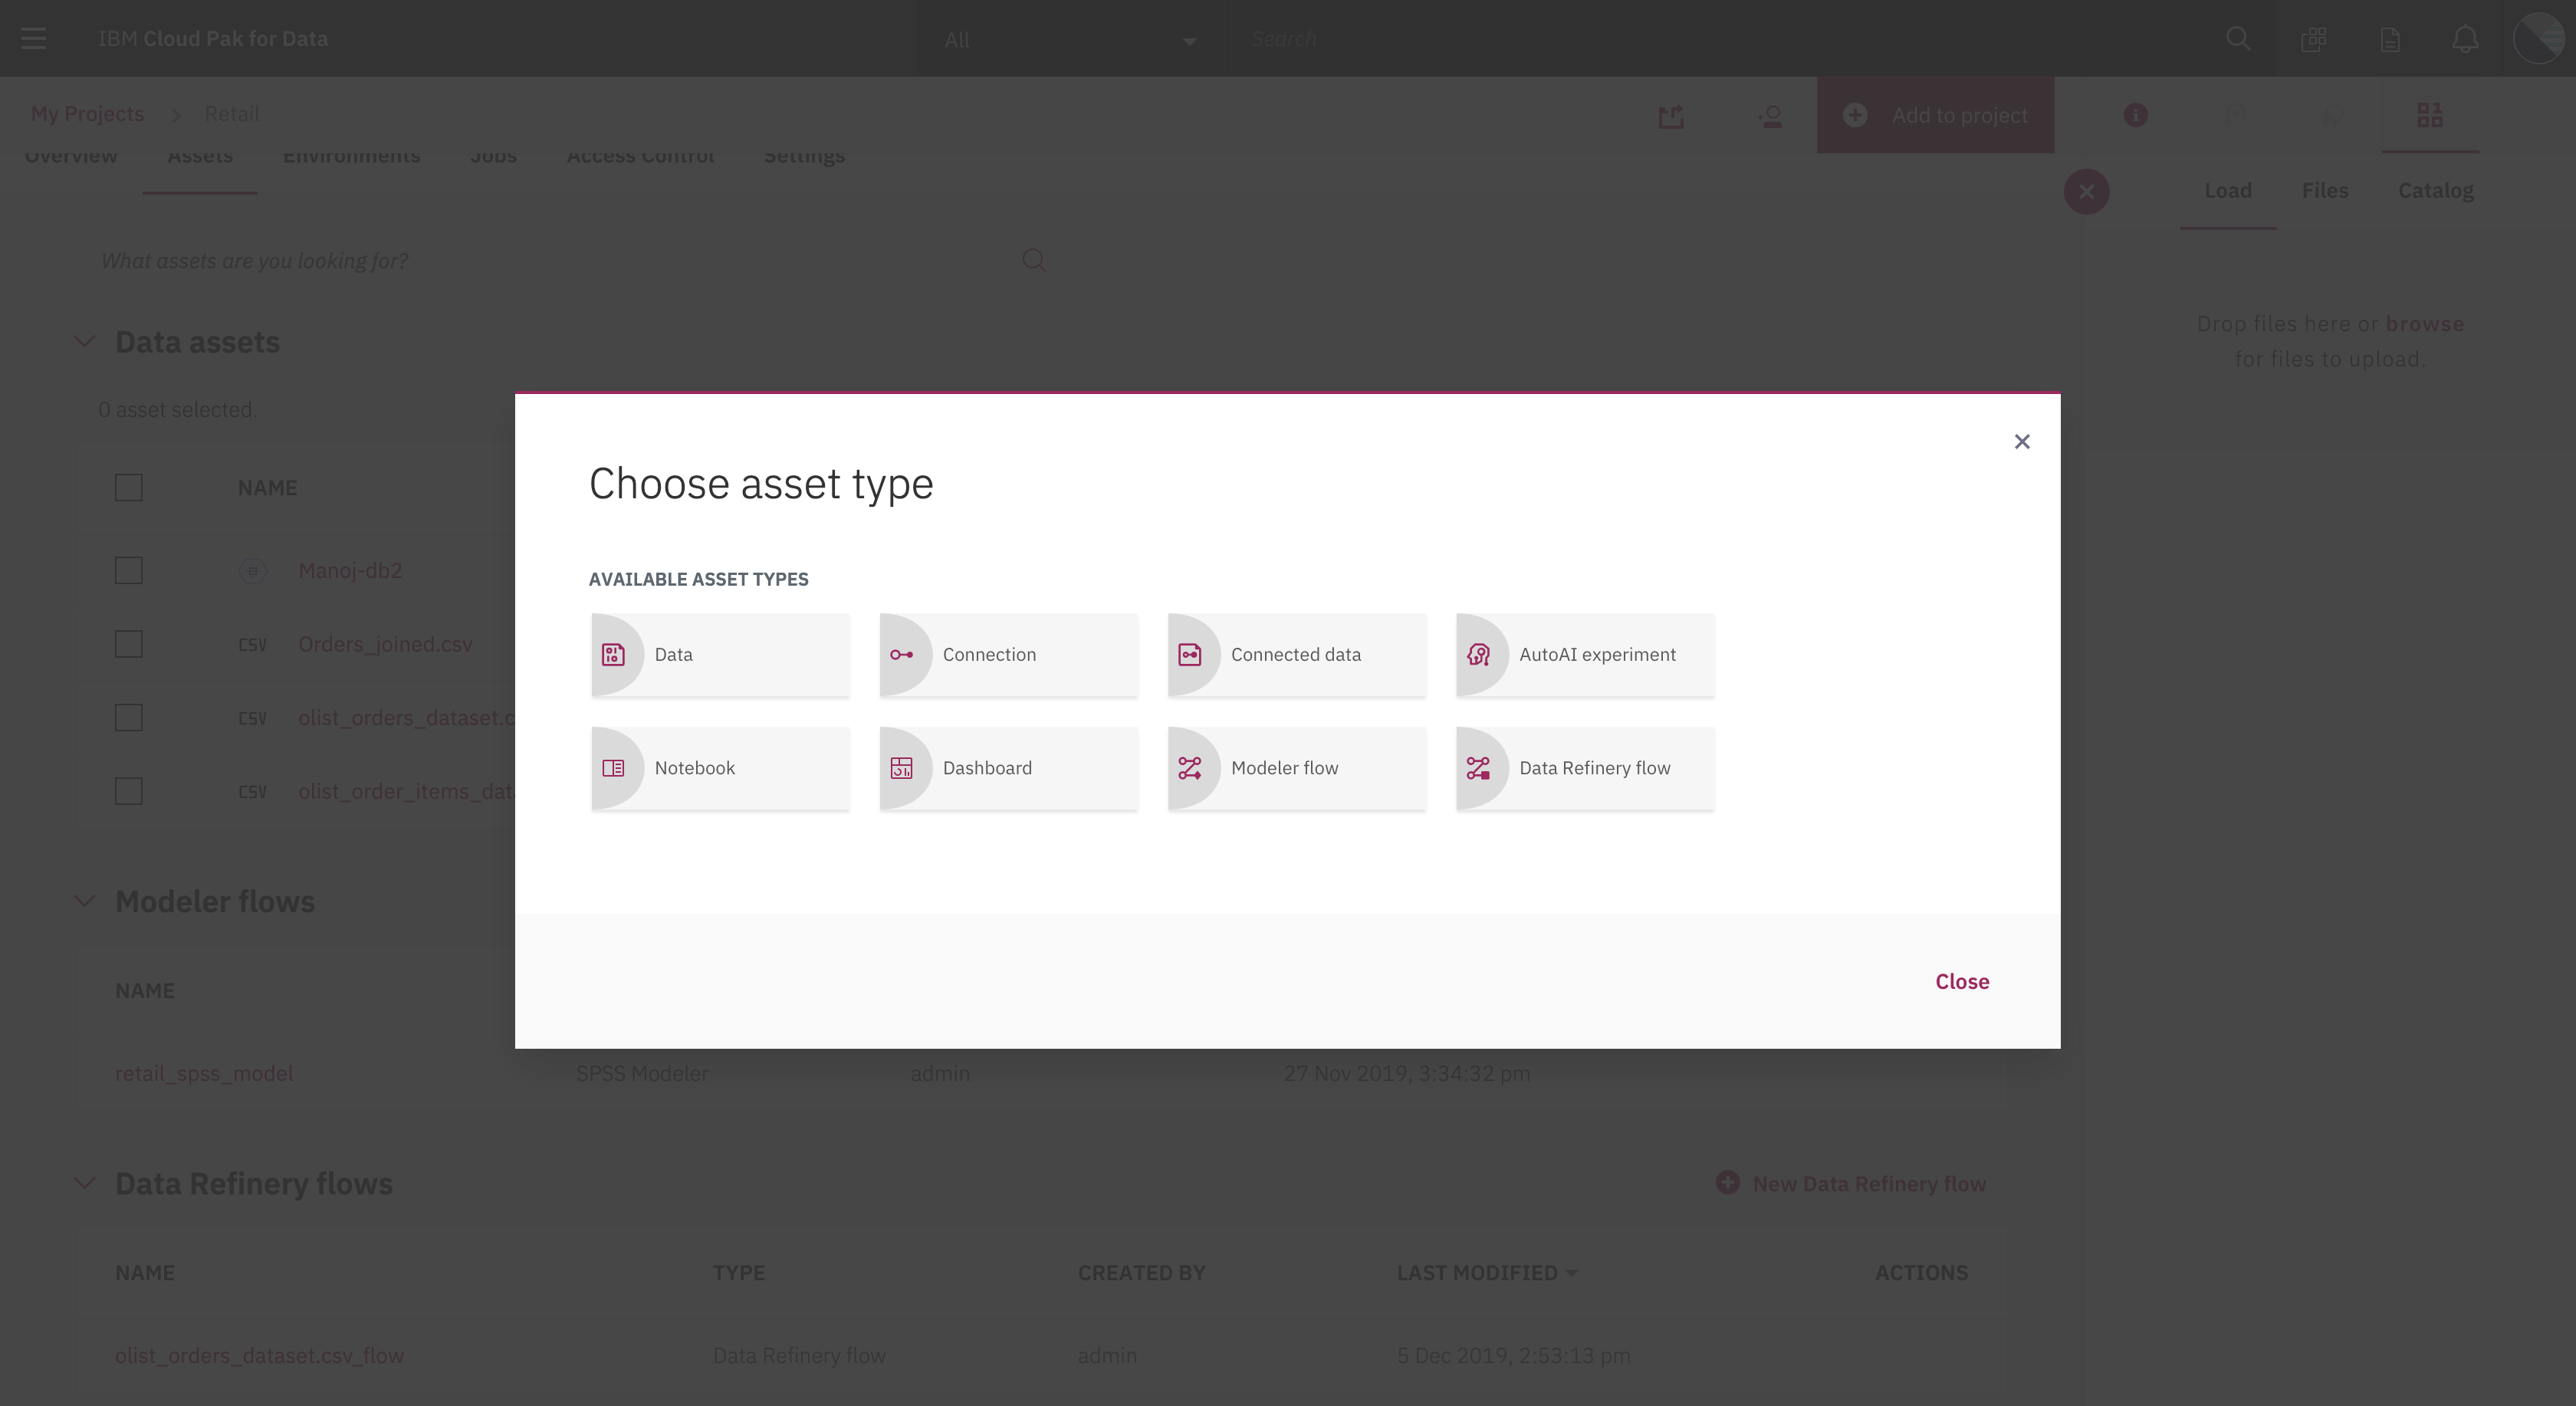 IBM Cloud Pak for Data
All
Search
My Projects > Retail
Add to project
Overview Assets Environments Jobs Access Control Settings
Load Files Catalog
What assets are you looking for?
Drop files here or browse
for files to upload.
Data assets
0 asset selected.
NAME
Manoj-db2
CSV Orders_joined.csv
CSV olist_orders_dataset.c
CSV olist_order_items_dat
Choose asset type
AVAILABLE ASSET TYPES
Data Connection Connected data AutoAI experiment
Notebook Dashboard Modeler flow Data Refinery flow
Close
Modeler flows
NAME
retail_spss_model SPSS Modeler admin 27 Nov 2019, 3:34:32 pm
Data Refinery flows
New Data Refinery flow
NAME TYPE CREATED BY LAST MODIFIED ACTIONS
olist_orders_dataset.csv_flow Data Refinery flow admin 5 Dec 2019, 2:53:13 pm